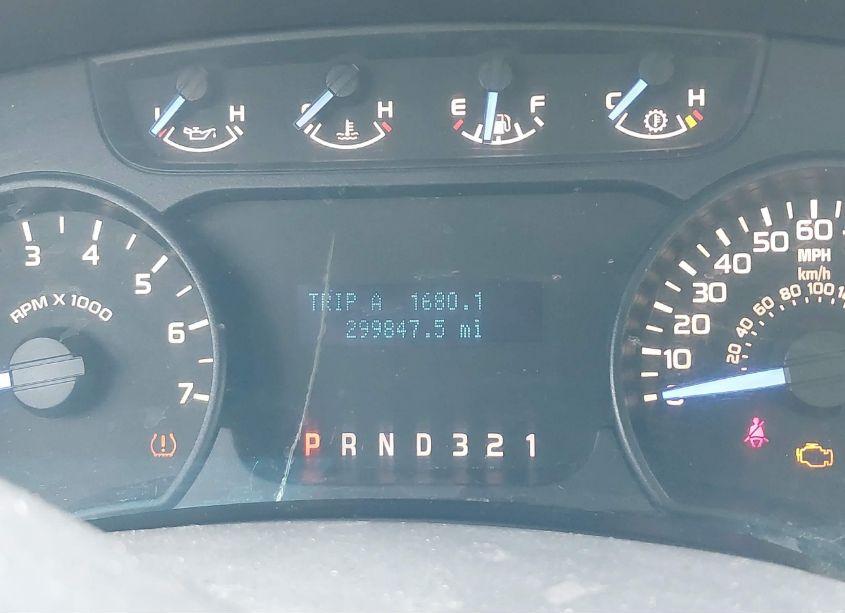 H
H
E F
C H
3 4 5 6 7
RPM X 1000
TRIP A 1680.1
299847.5 mi
P R N D 3 2 1
10 20 30 40 50 60
MPH
km/h
20 40 60 80 100